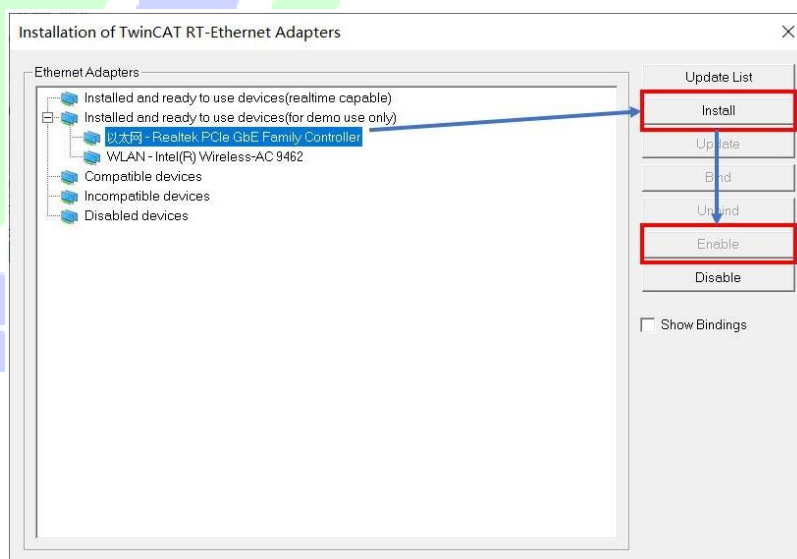 Installation of TwinCAT RT-Ethernet Adapters
Ethernet Adapters
Installed and ready to use devices(realtime capable)
Installed and ready to use devices(for demo use only)
以太网 - Realtek PCIe GbE Family Controller
WLAN - Intel(R) Wireless-AC 9462
Compatible devices
Incompatible devices
Disabled devices
Update List
Install
Update
Bind
Unbind
Enable
Disable
Show Bindings